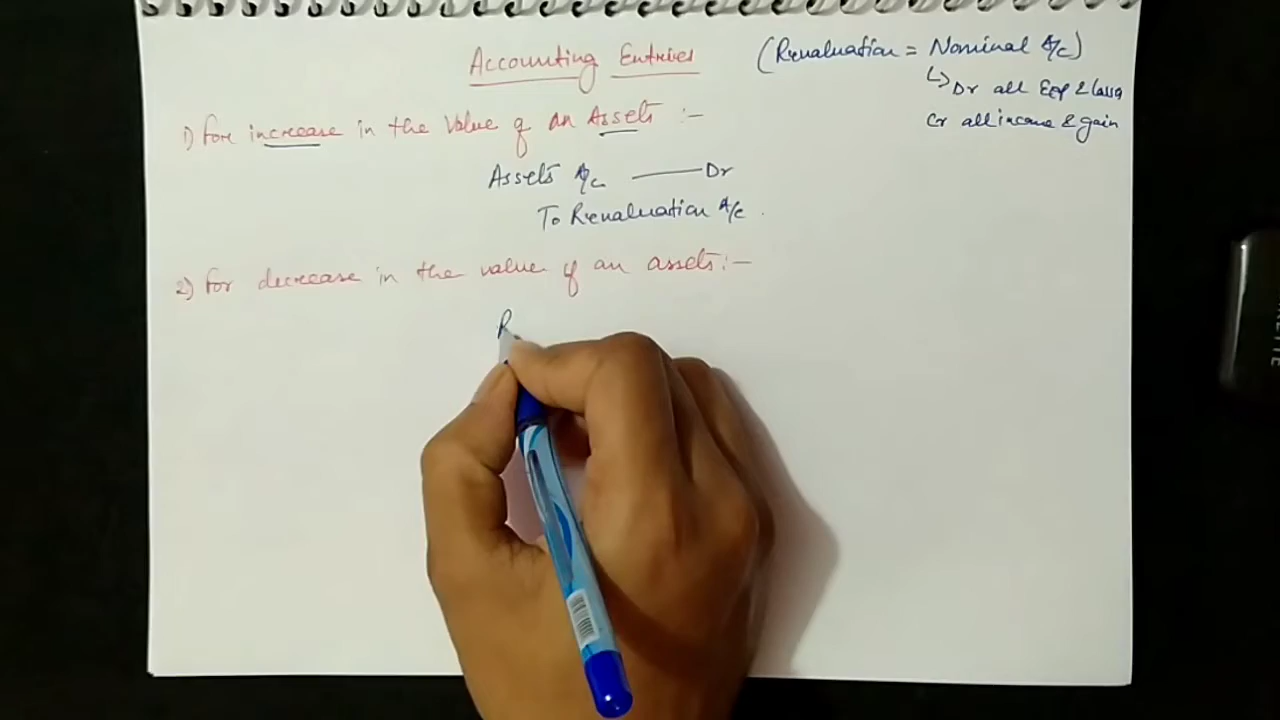 Accounting Entries
(Revaluation = Nominal A/c)
↳ Dr all Exp & Loss
Cr all income & gain
1) For increase in the Value of an Assets :-
Assets A/c —— Dr
To Revaluation A/c .
2) For decrease in the value of an assets :-
R